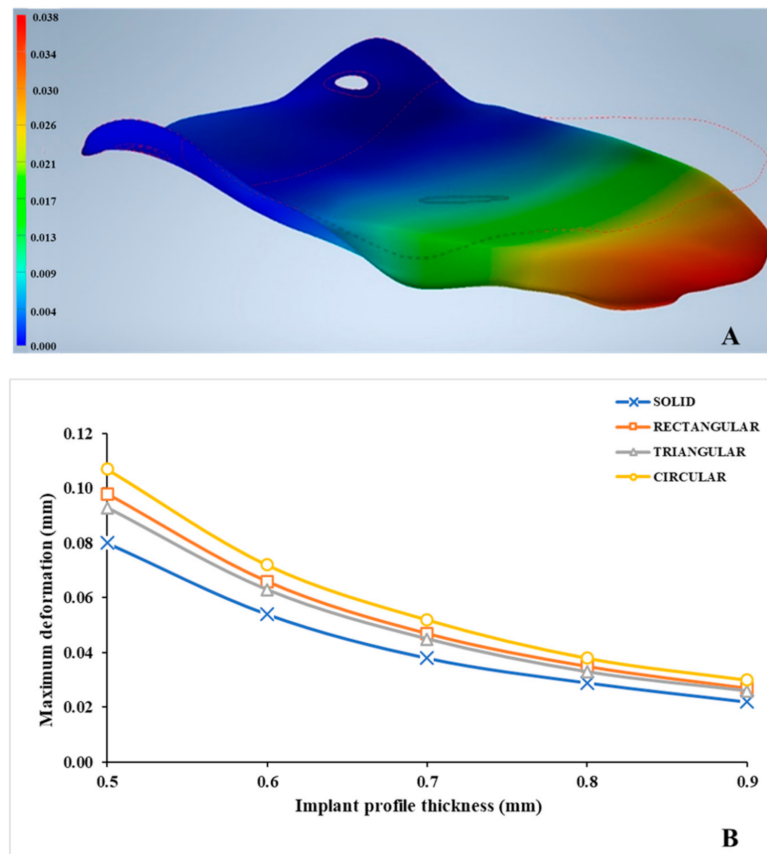 0.038
0.034
0.030
0.026
0.021
0.017
0.013
0.009
0.004
0.000
A
SOLID
RECTANGULAR
TRIANGULAR
CIRCULAR
0.12
0.10
0.08
0.06
0.04
0.02
0.00
Maximum deformation (mm)
0.5 0.6 0.7 0.8 0.9
Implant profile thickness (mm)
B